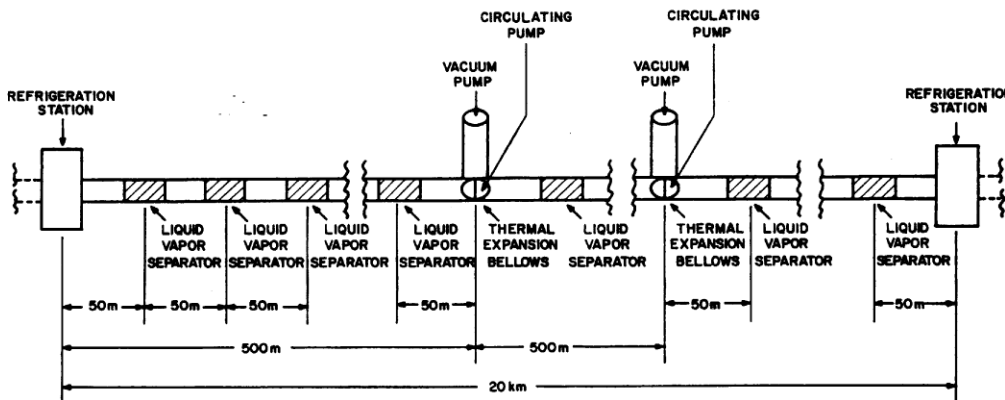 CIRCULATING
PUMP
CIRCULATING
PUMP
VACUUM
PUMP
VACUUM
PUMP
REFRIGERATION
STATION
REFRIGERATION
STATION
LIQUID
VAPOR
SEPARATOR
LIQUID
VAPOR
SEPARATOR
LIQUID
VAPOR
SEPARATOR
LIQUID
VAPOR
SEPARATOR
THERMAL
EXPANSION
BELLOWS
LIQUID
VAPOR
SEPARATOR
THERMAL
EXPANSION
BELLOWS
LIQUID
VAPOR
SEPARATOR
LIQUID
VAPOR
SEPARATOR
50m
50m
50m
50m
50m
50m
500m
500m
20km